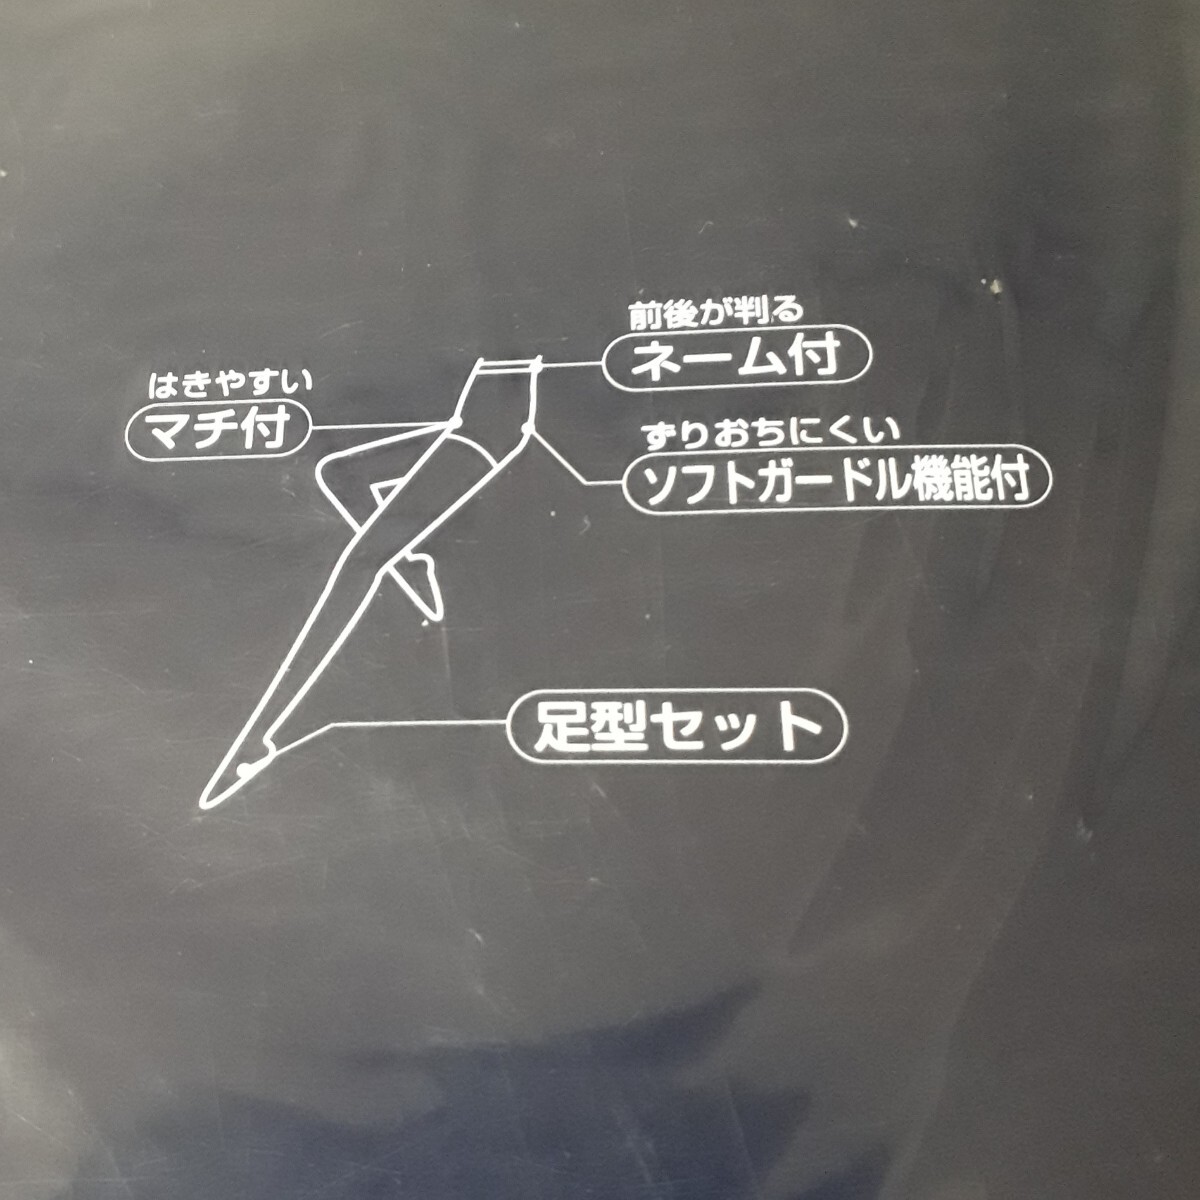 前後が判る
ネーム付
はきやすい
マチ付
ずりおちにくい
ソフトガードル機能付
足型セット